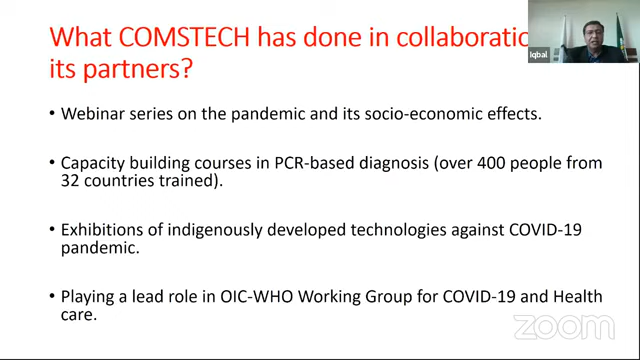 What COMSTECH has done in collaboratio
its partners?
Iqbal
• Webinar series on the pandemic and its socio-economic effects.
• Capacity building courses in PCR-based diagnosis (over 400 people from
32 countries trained).
• Exhibitions of indigenously developed technologies against COVID-19
pandemic.
• Playing a lead role in OIC-WHO Working Group for COVID-19 and Health
care.
zoom